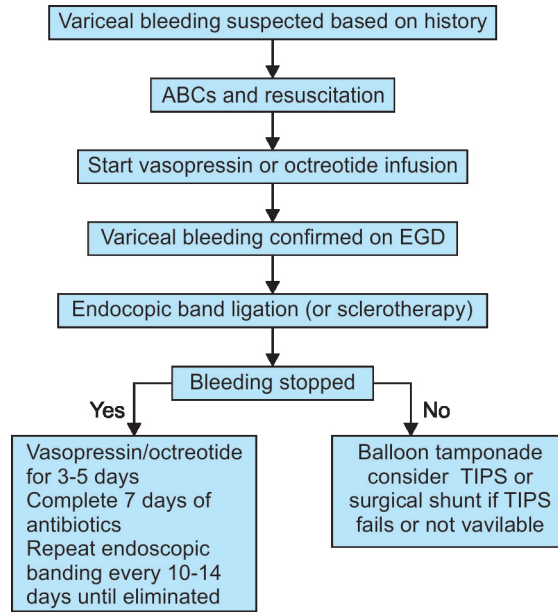 Variceal bleeding suspected based on history
ABCs and resuscitation
Start vasopressin or octreotide infusion
Variceal bleeding confirmed on EGD
Endocopic band ligation (or sclerotherapy)
Bleeding stopped
Yes
No
Vasopressin/octreotide
for 3-5 days
Complete 7 days of
antibiotics
Repeat endoscopic
banding every 10-14
days until eliminated
Balloon tamponade
consider TIPS or
surgical shunt if TIPS
fails or not vavilable